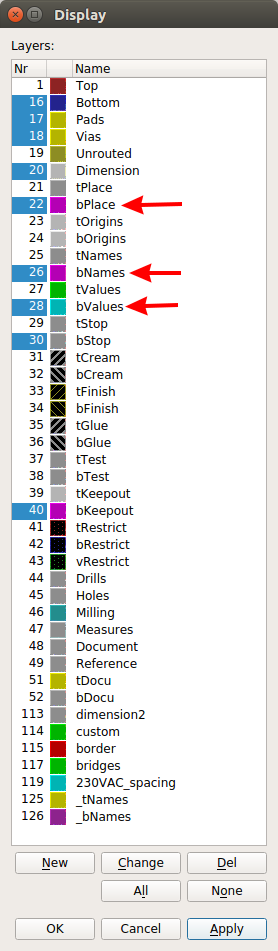 Display
Layers:
Nr Name
1 Top
16 Bottom
17 Pads
18 Vias
19 Unrouted
20 Dimension
21 tPlace
22 bPlace
23 tOrigins
24 bOrigins
25 tNames
26 bNames
27 tValues
28 bValues
29 tStop
30 bStop
31 tCream
32 bCream
33 tFinish
34 bFinish
35 tGlue
36 bGlue
37 tTest
38 bTest
39 tKeepout
40 bKeepout
41 tRestrict
42 bRestrict
43 vRestrict
44 Drills
45 Holes
46 Milling
47 Measures
48 Document
49 Reference
51 tDocu
52 bDocu
113 dimension2
114 custom
115 border
117 bridges
119 230VAC_spacing
125 _tNames
126 _bNames
New Change Del
All None
OK Cancel Apply